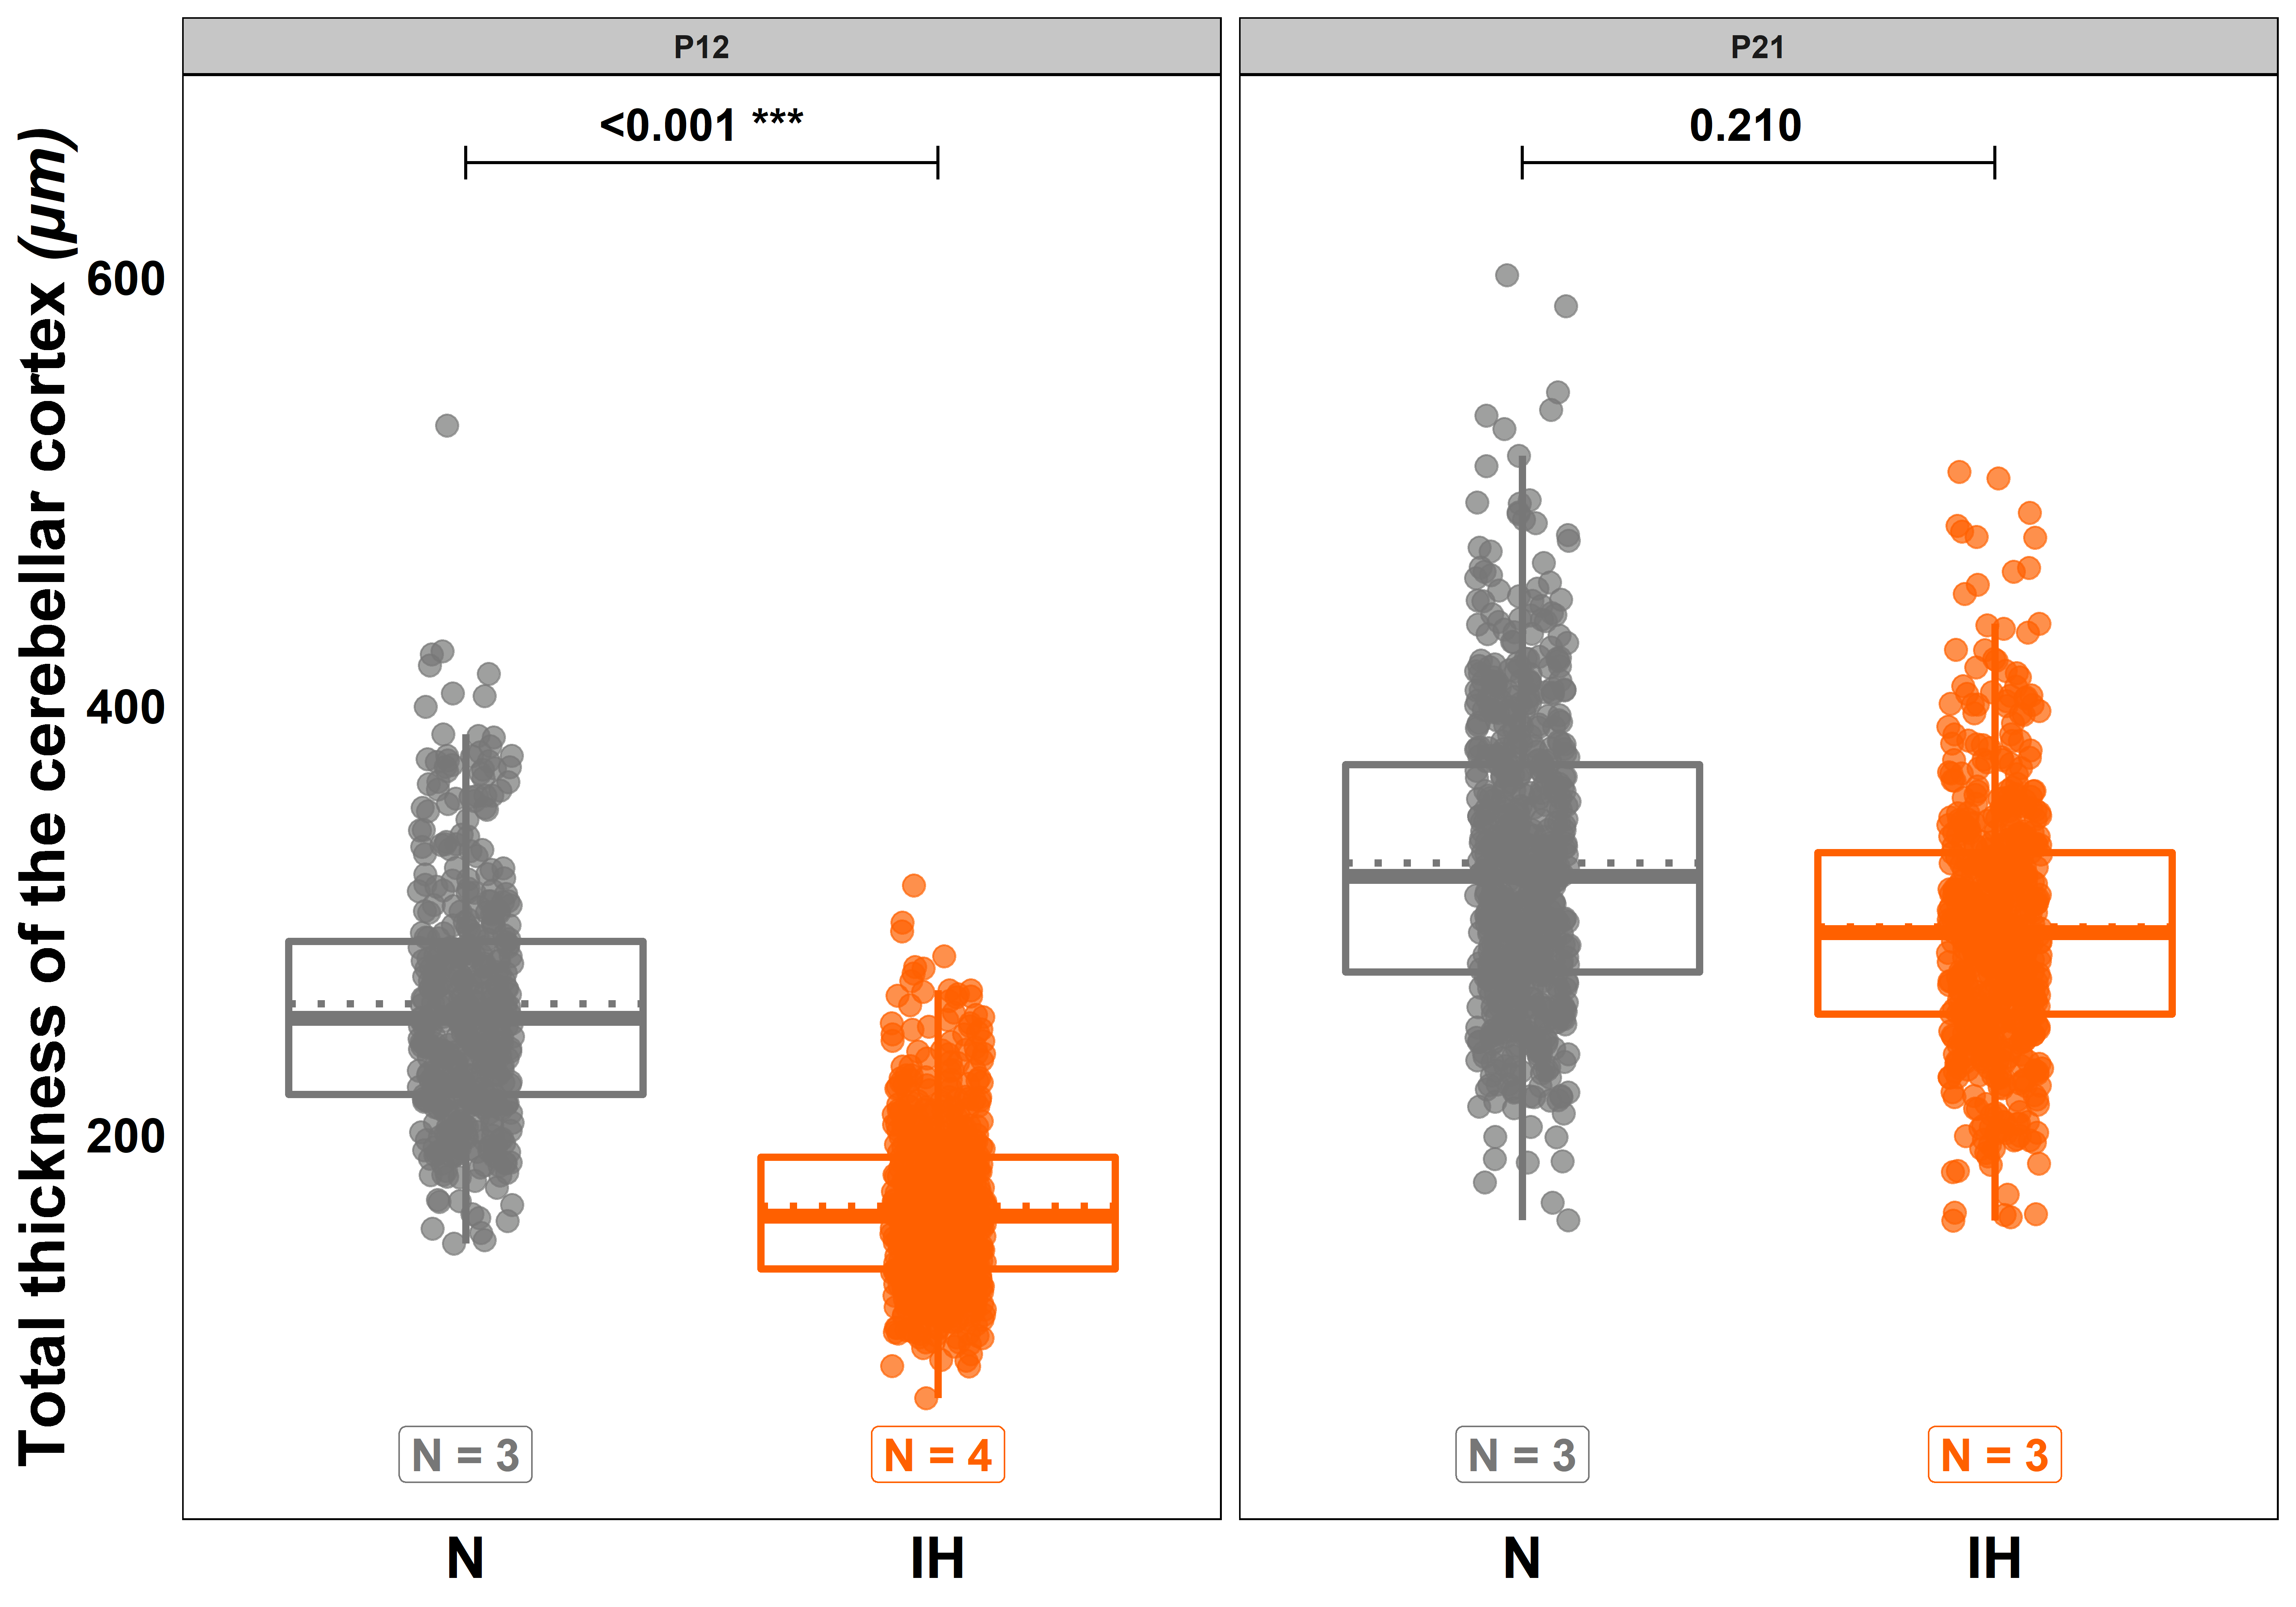 Total thickness of the cerebellar cortex (µm)
P12
P21
<0.001 ***
0.210
600
400
200
N = 3
N = 4
N = 3
N = 3
N
IH
N
IH